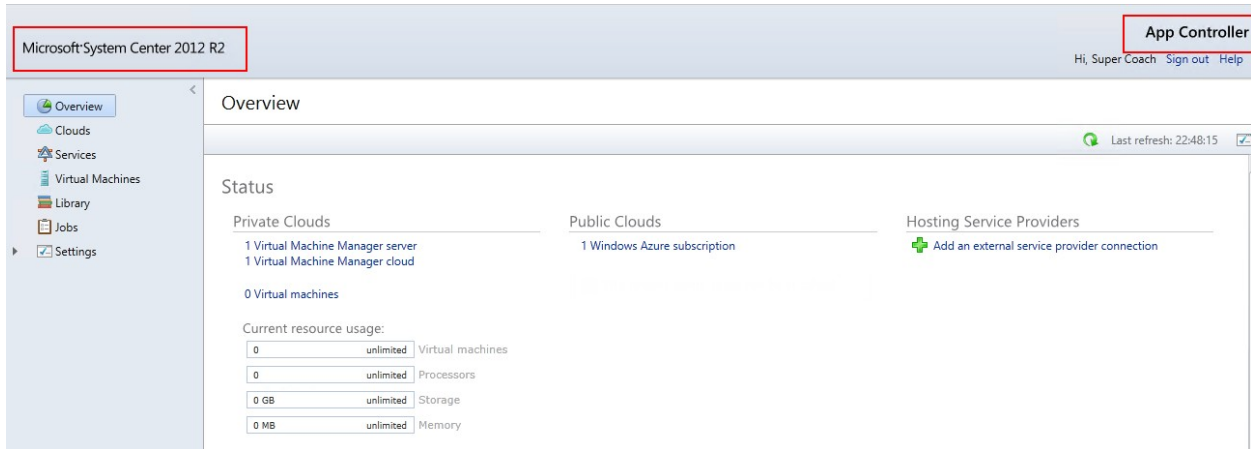 Microsoft System Center 2012 R2
App Controller
Hi, Super Coach Sign out Help
Overview
Clouds
Services
Virtual Machines
Library
Jobs
Settings
Overview
Last refresh: 22:48:15
Status
Private Clouds
1 Virtual Machine Manager server
1 Virtual Machine Manager cloud
0 Virtual machines
Current resource usage:
0 unlimited Virtual machines
0 unlimited Processors
0 GB unlimited Storage
0 MB unlimited Memory
Public Clouds
1 Windows Azure subscription
Hosting Service Providers
Add an external service provider connection